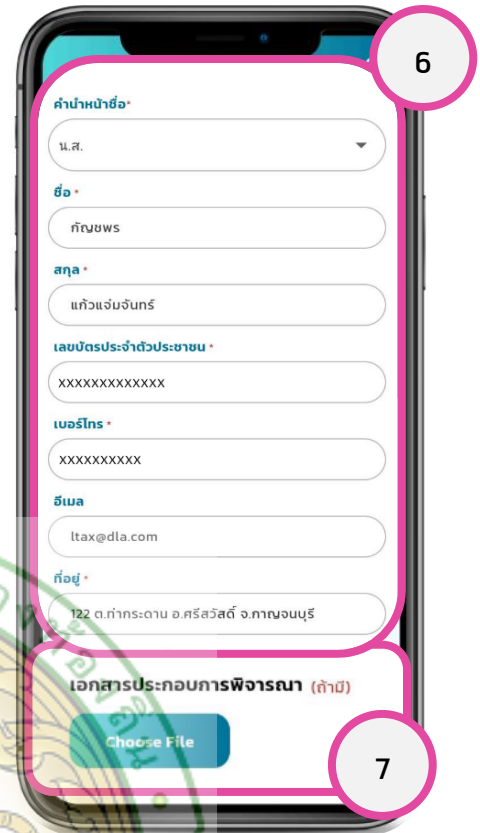 6
คำนำหน้าชื่อ*
น.ส.
ชื่อ *
กัญชพร
สกุล *
แก้วแจ่มจันทร์
เลขบัตรประจำตัวประชาชน *
xxxxxxxxxxxxx
เบอร์โทร *
xxxxxxxxxx
อีเมล
ltax@dla.com
ที่อยู่ *
122 ต.ท่ากระดาน อ.ศรีสวัสดิ์ จ.กาญจนบุรี
เอกสารประกอบการพิจารณา (ถ้ามี)
Choose File
7